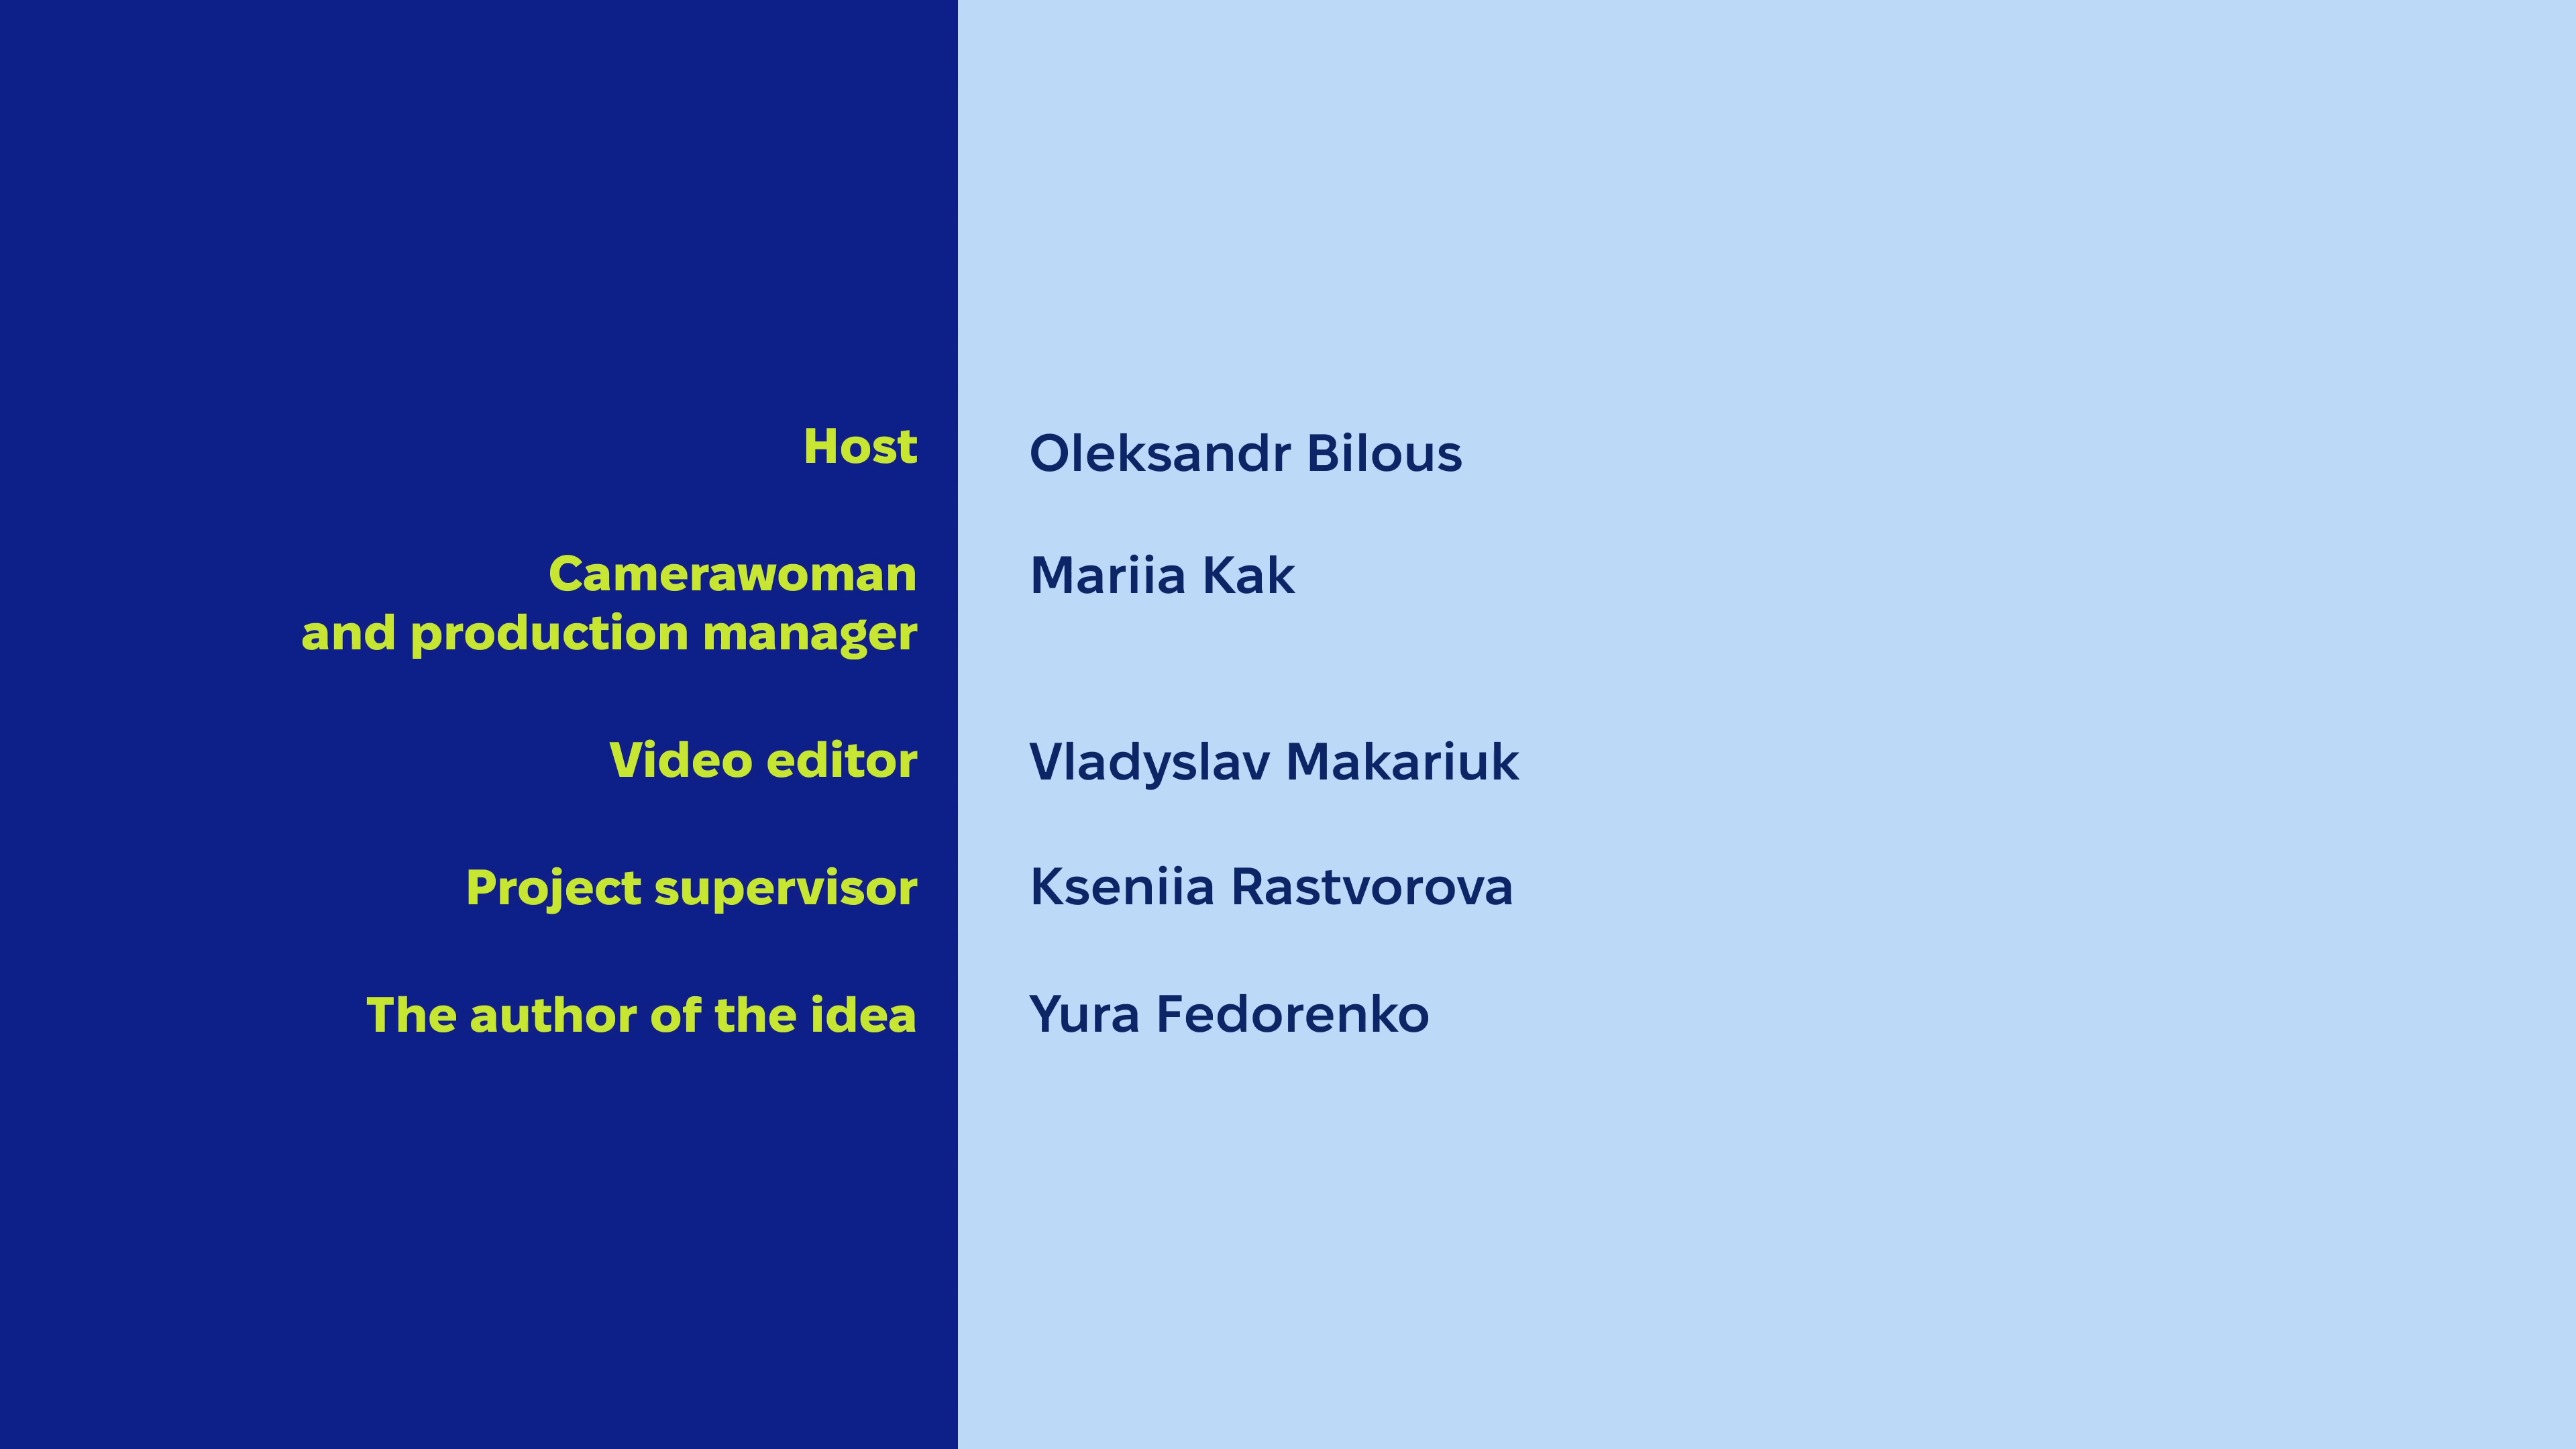 Host
Oleksandr Bilous
Camerawoman
and production manager
Mariia Kak
Video editor
Vladyslav Makariuk
Project supervisor
Kseniia Rastvorova
The author of the idea
Yura Fedorenko